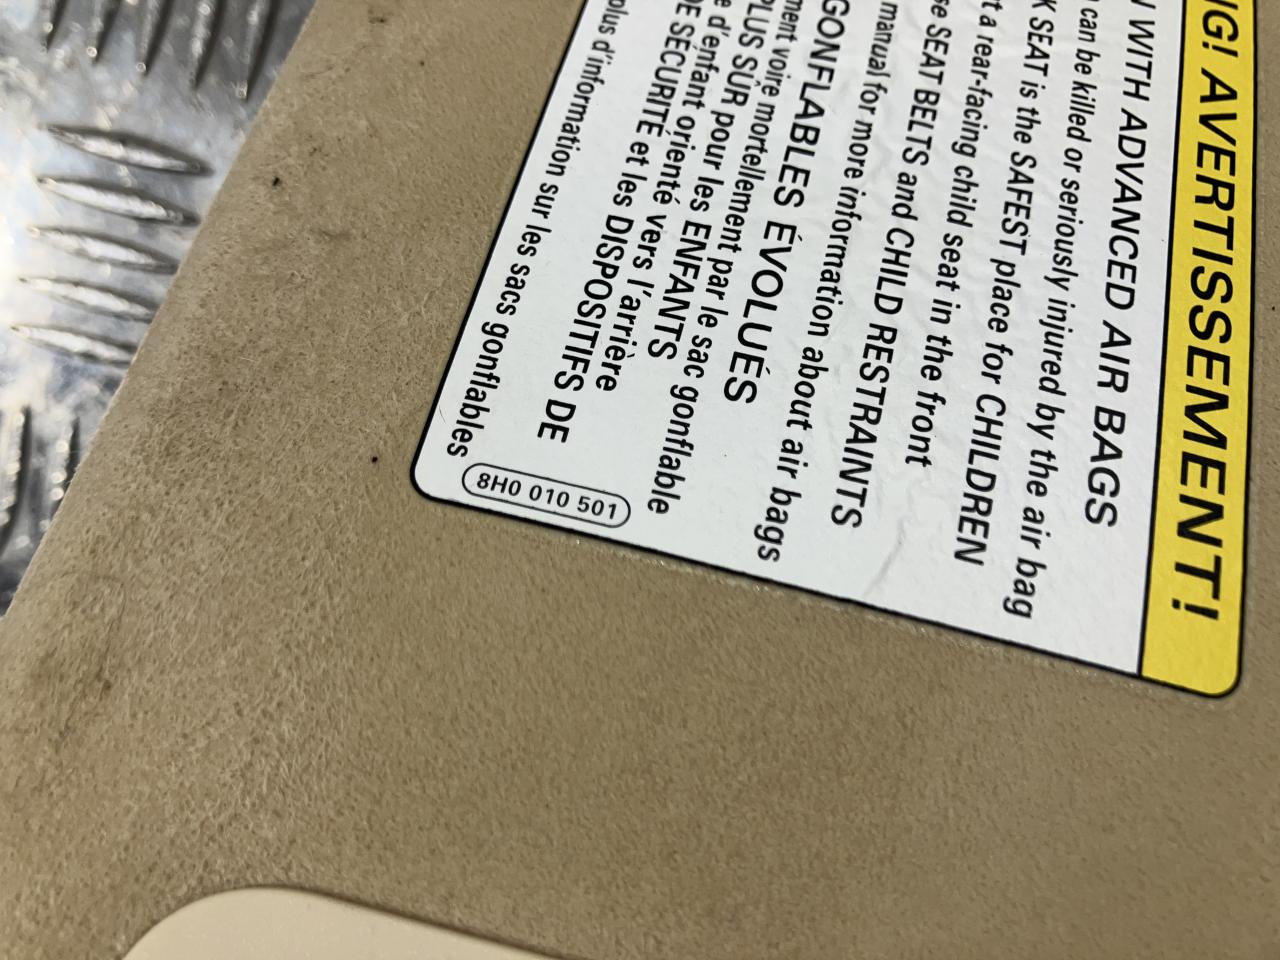 AVERTISSEMENT!
WITH ADVANCED AIR BAGS
can be killed or seriously injured by the air bag
SEAT is the SAFEST place for CHILDREN
a rear-facing child seat in the front
SEAT BELTS and CHILD RESTRAINTS
manual for more information about air bags
GONFLABLES ÉVOLUÉS
voire mortellement par le sac gonflable
PLUS SÛR pour les ENFANTS
d'enfant orienté vers l'arrière
DE SÉCURITÉ et les DISPOSITIFS DE
plus d'information sur les sacs gonflables
8H0 010 501